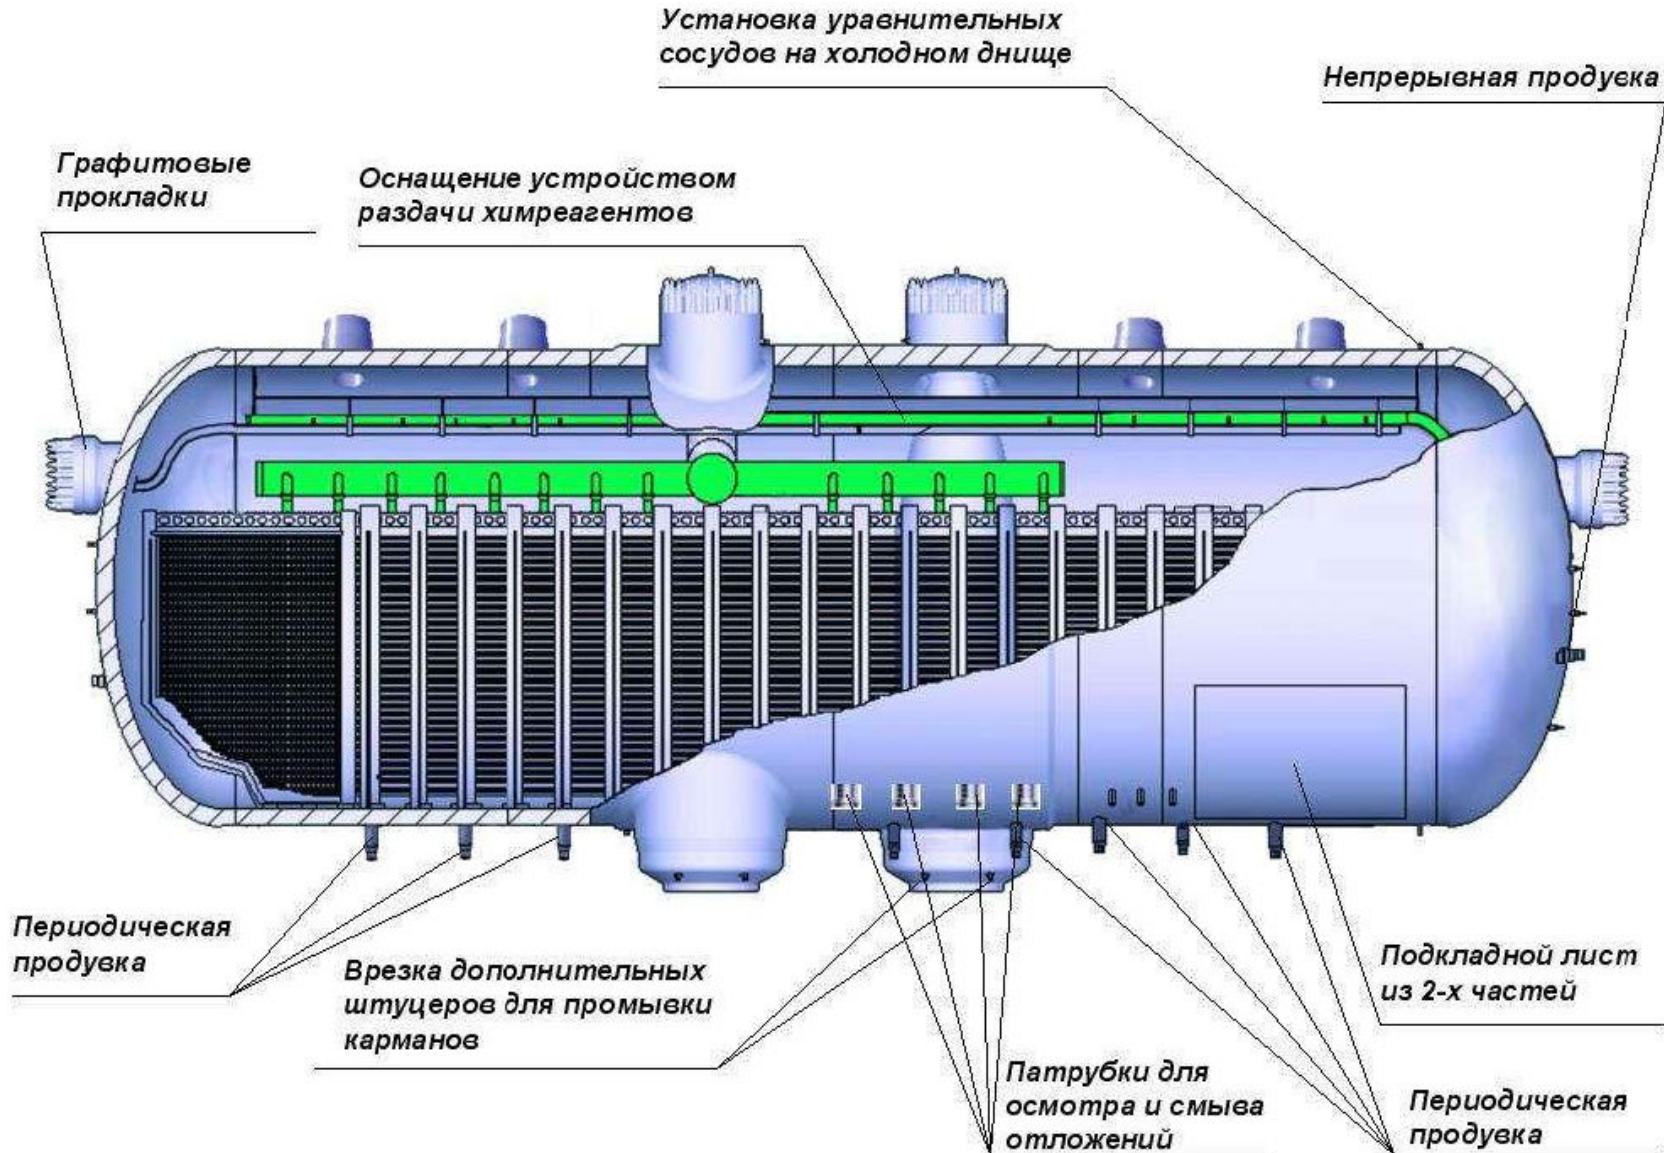 Установка уравнительных
сосудов на холодном днище
Непрерывная продувка
Графитовые
прокладки
Оснащение устройством
раздачи химреагентов
Периодическая
продувка
Врезка дополнительных
штуцеров для промывки
карманов
Патрубки для
осмотра и смыва
отложений
Подкладной лист
из 2-х частей
Периодическая
продувка